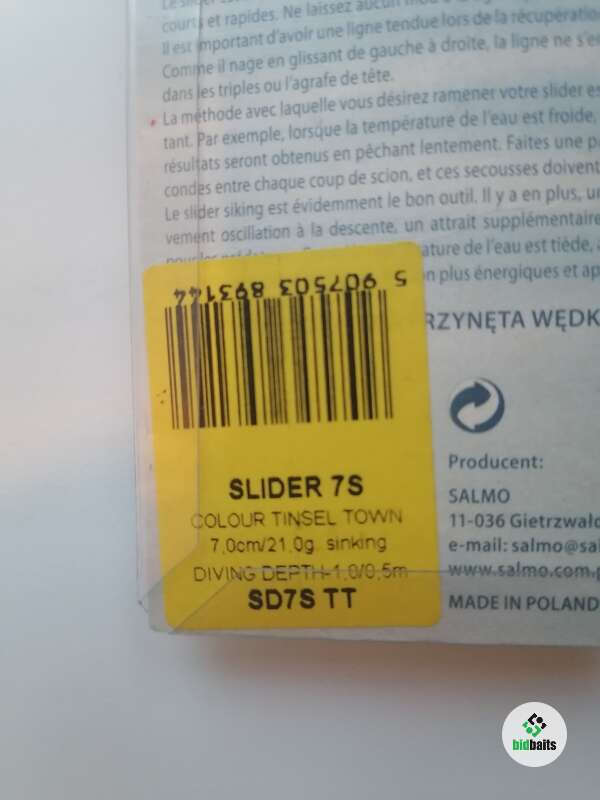 courts et rapides. Ne laissez aucun
Il est important d'avoir une ligne tendue lors de la récupération
Comme il nage en glissant de gauche à droite, la ligne ne s'e
dans les triples ou l'agrafe de tête.
• La méthode avec laquelle vous désirez ramener votre slider es
tant. Par exemple, lorsque la température de l'eau est froide,
résultats seront obtenus en pêchant lentement. Faites une p
condes entre chaque coup de scion, et ces secousses doivent
Le slider siking est évidemment le bon outil. Il y a en plus, u
vement oscillation à la descente, un attrait supplémentaire
ature de l'eau est tiède,
n plus énergiques et ap
5 907503 893144
RZYNĘTA WĘDK
SLIDER 7S
COLOUR TINSEL TOWN
7,0cm/21,0g sinking
DIVING DEPTH-1,0/0,5m
SD7S TT
Producent:
SALMO
11-036 Gietrzwałd
e-mail: salmo@sal
www.salmo.com.p
MADE IN POLAND
bidbaits